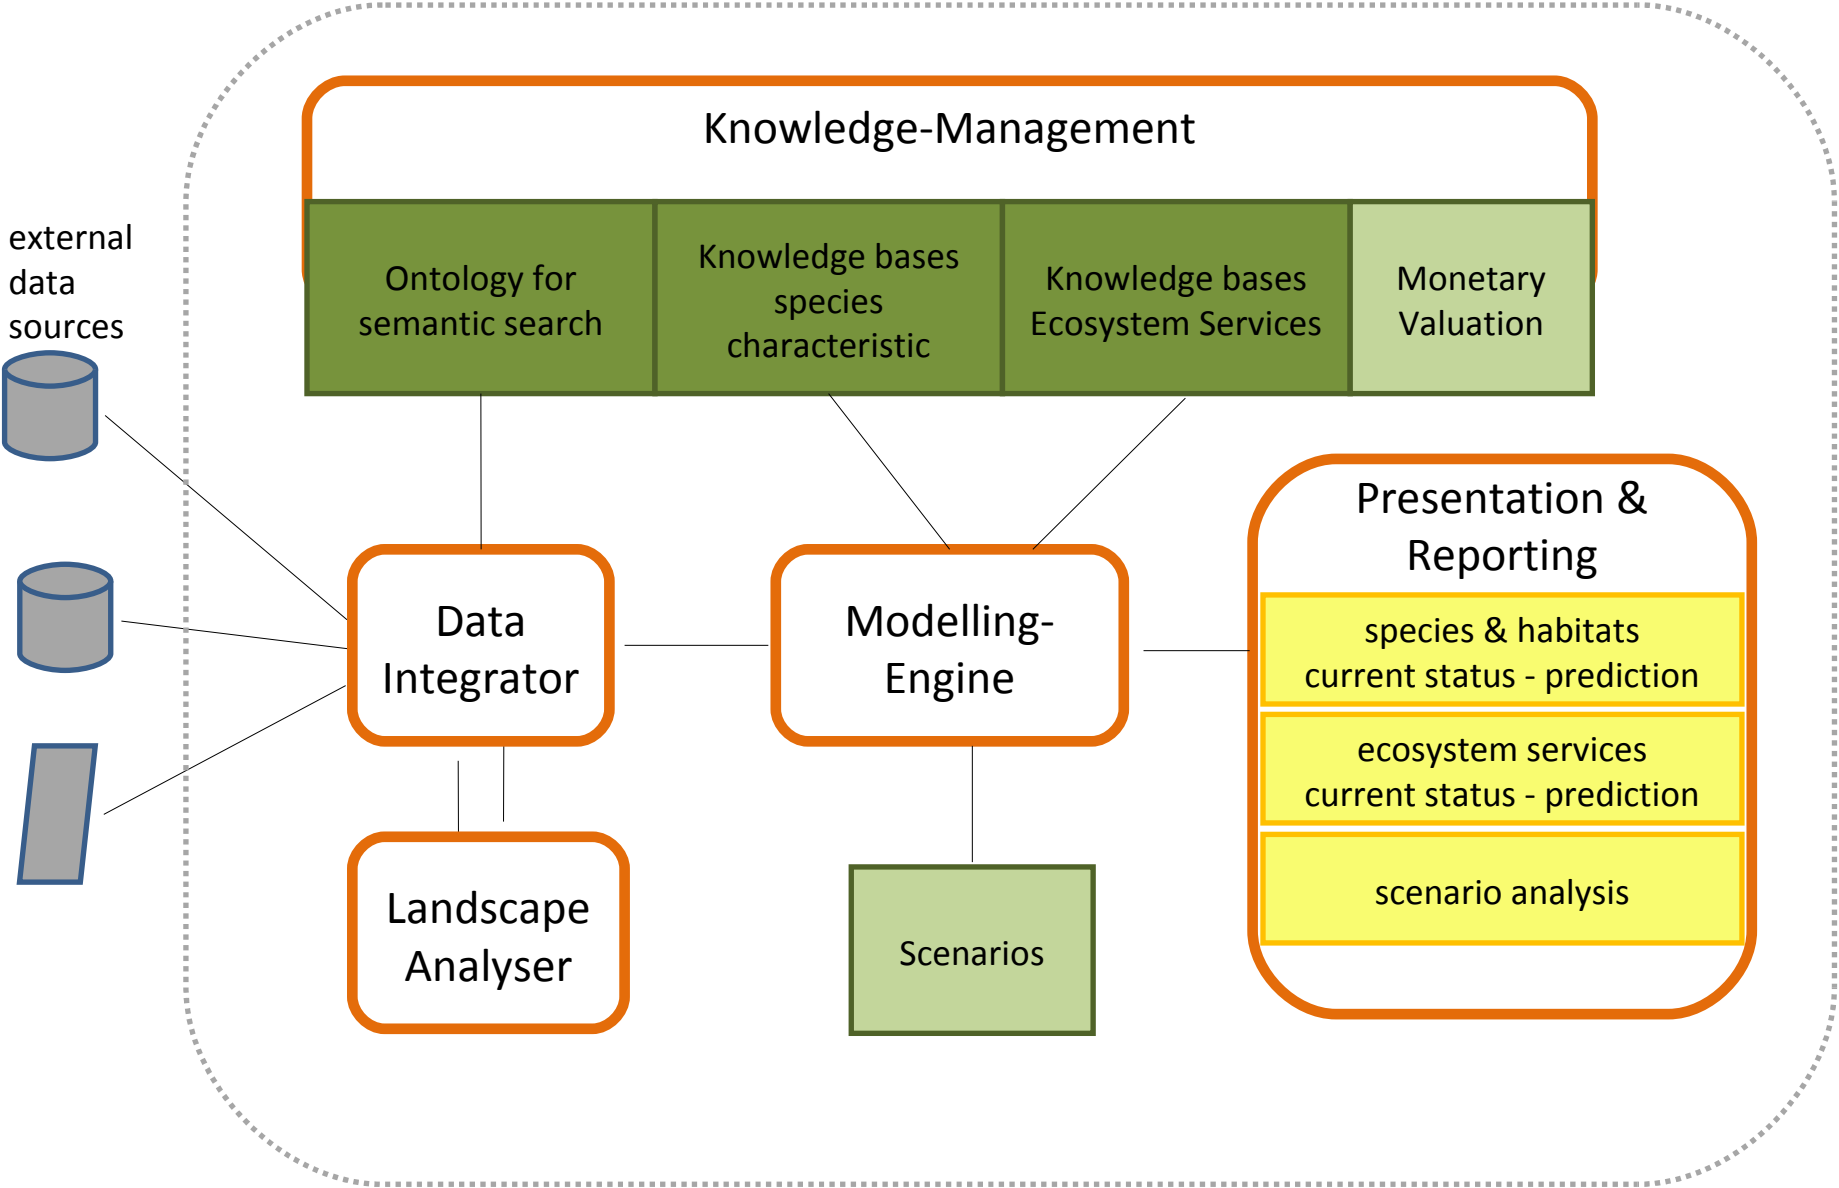 Knowledge-Management
external
data
sources
Ontology for
semantic search
Knowledge bases
species
characteristic
Knowledge bases
Ecosystem Services
Monetary
Valuation
Data
Integrator
Modelling-
Engine
Presentation &
Reporting
species & habitats
current status - prediction
ecosystem services
current status - prediction
scenario analysis
Landscape
Analyser
Scenarios